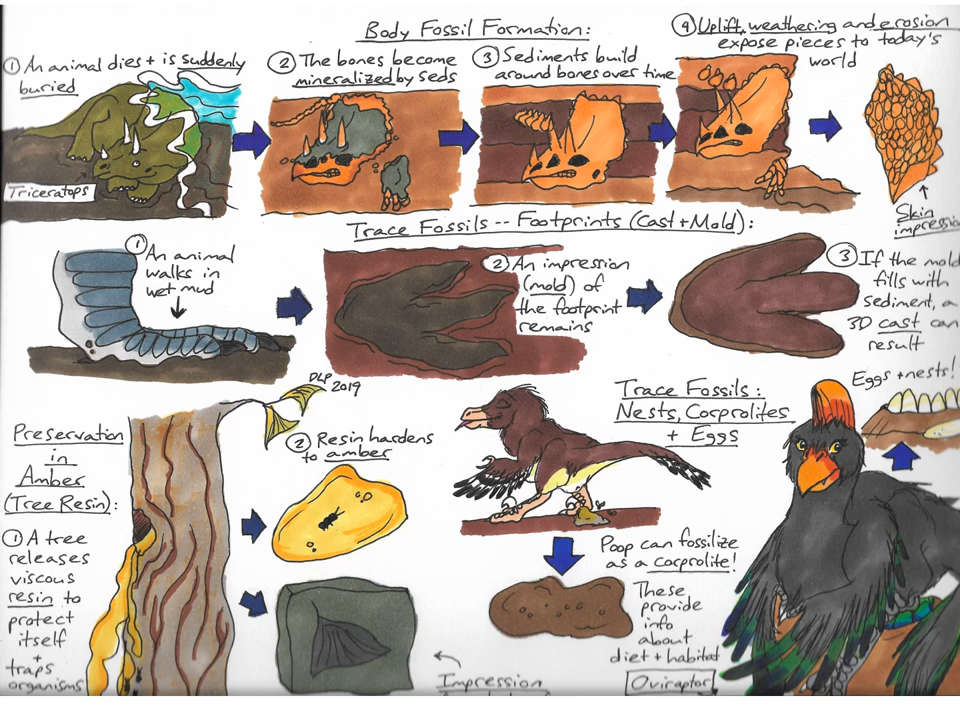 Body Fossil Formation:
① An animal dies + is suddenly
buried
Triceratops
② The bones become
mineralized by seds
③ Sediments build
around bones over time
④ Uplift, weathering and erosion
expose pieces to today's
world
Skin
impression
Trace Fossils -- Footprints (Cast + Mold):
① An animal
walks in
wet mud
② An impression
(mold) of
the footprint
remains
③ If the mold
fills with
sediment, a
3D cast can
result
DLP
2019
Preservation
in
Amber
(Tree Resin):
① A tree
releases
viscous
resin to
protect
itself
+
traps
organisms
② Resin hardens
to amber
Impression
Trace Fossils:
Nests, Corprolites
+ Eggs
Eggs + nests!
Poop can fossilize
as a corprolite!
These
provide
info
about
diet + habitat
Oviraptor